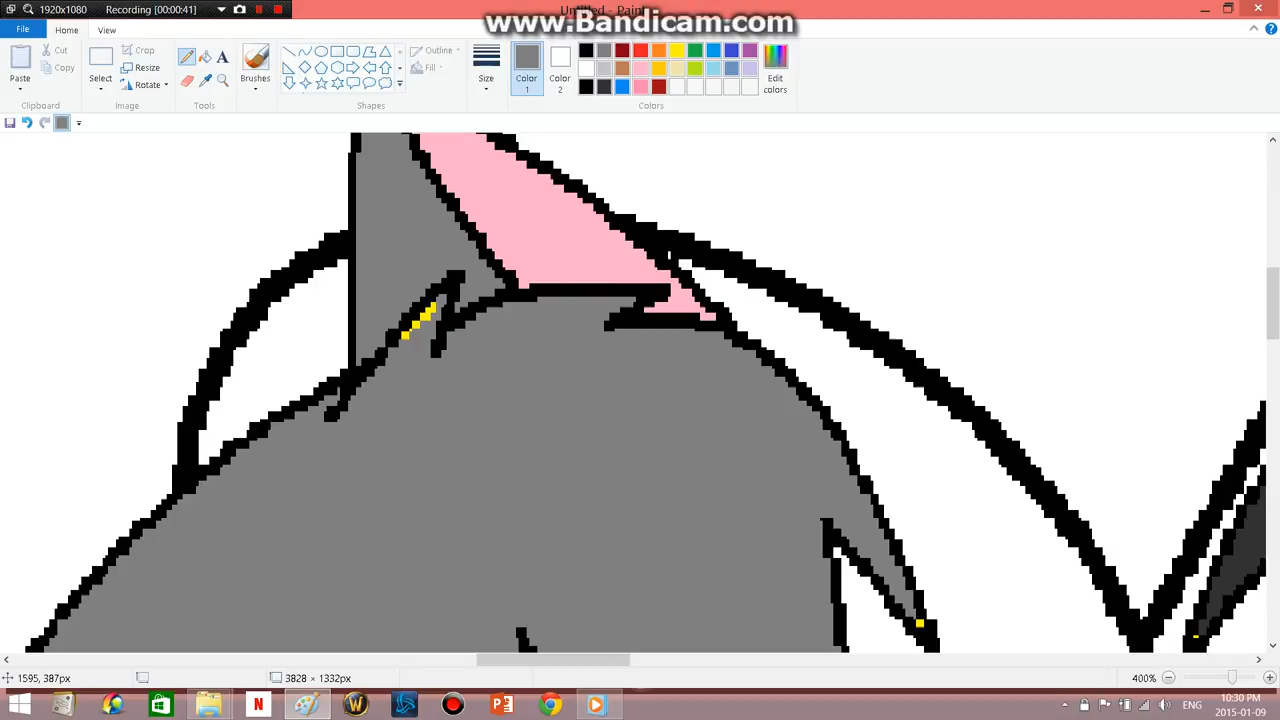 1920x1080 Recording [00:00:41] Untitled - Paint
www.Bandicam.com
File Home View
Paste Cut Copy Clipboard
Select Crop Resize Rotate Image
Tools
Brushes
Shapes Outline Fill
Size
Color 1 Color 2
Colors
Edit colors
1595, 387px 3828 × 1332px 400%
N W P
ENG 10:30 PM
2015-01-09